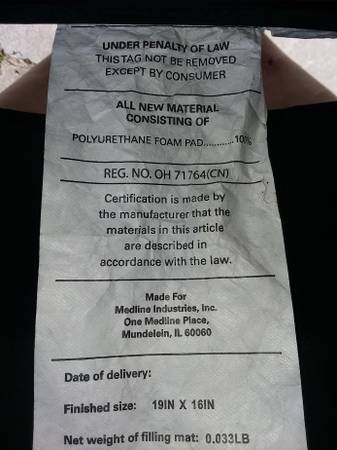 UNDER PENALTY OF LAW
THIS TAG NOT BE REMOVED
EXCEPT BY CONSUMER
ALL NEW MATERIAL
CONSISTING OF
POLYURETHANE FOAM PAD............100%
REG. NO. OH 71764(CN)
Certification is made by
the manufacturer that the
materials in this article
are described in
accordance with the law.
Made For
Medline Industries, Inc.
One Medline Place,
Mundelein, IL 60060
Date of delivery:
Finished size: 19IN X 16IN
Net weight of filling mat: 0.033LB